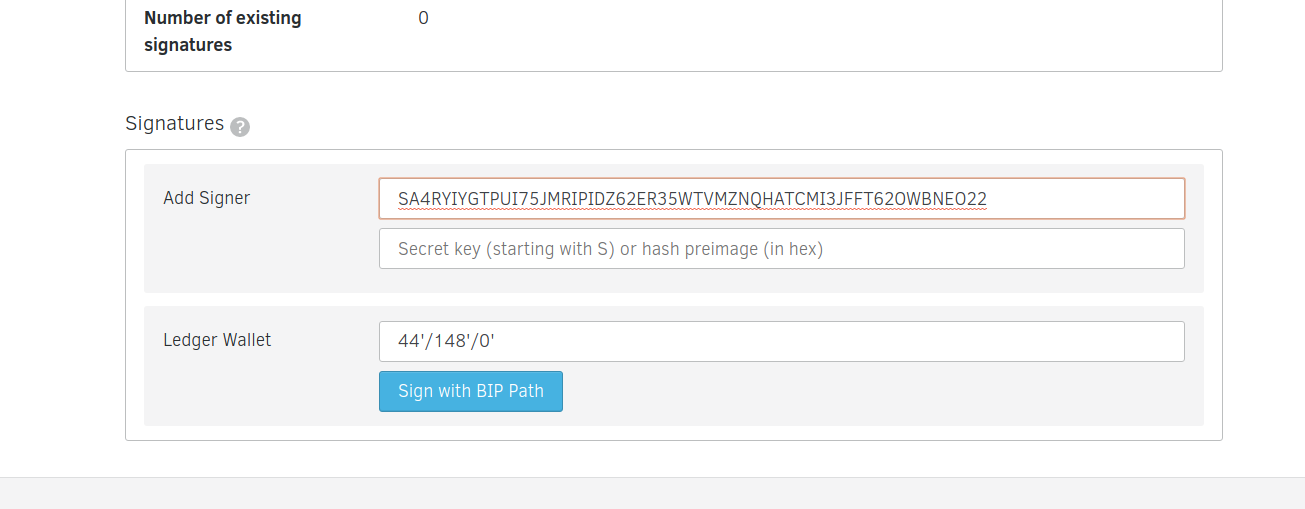 Number of existing 0
signatures
Signatures ?
Add Signer SA4RYIYGTPUI75JMRIPIDZ62ER35WTVMZNQHATCMI3JFFT62OWBNEO22
Secret key (starting with S) or hash preimage (in hex)
Ledger Wallet 44'/148'/0'
Sign with BIP Path